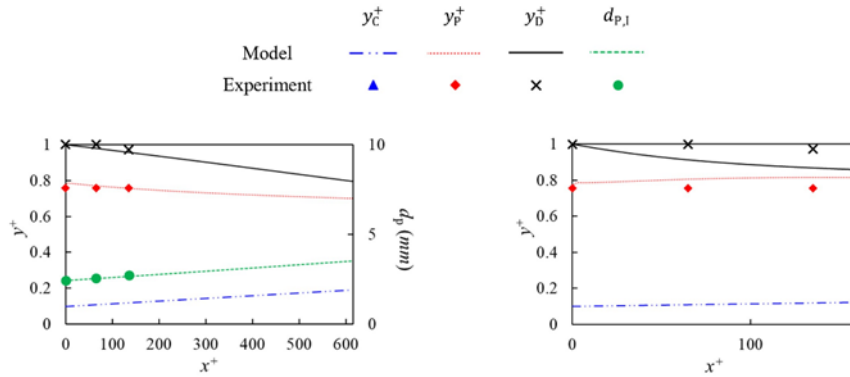 y_C^+ y_P^+ y_D^+ d_P,I
Model
Experiment
1 10
0.8
0.6
y^+ 5 d_p (mm)
0.4
0.2
0 0
0 100 200 300 400 500 600
x^+
1
0.8
0.6
y^+
0.4
0.2
0
0 100
x^+